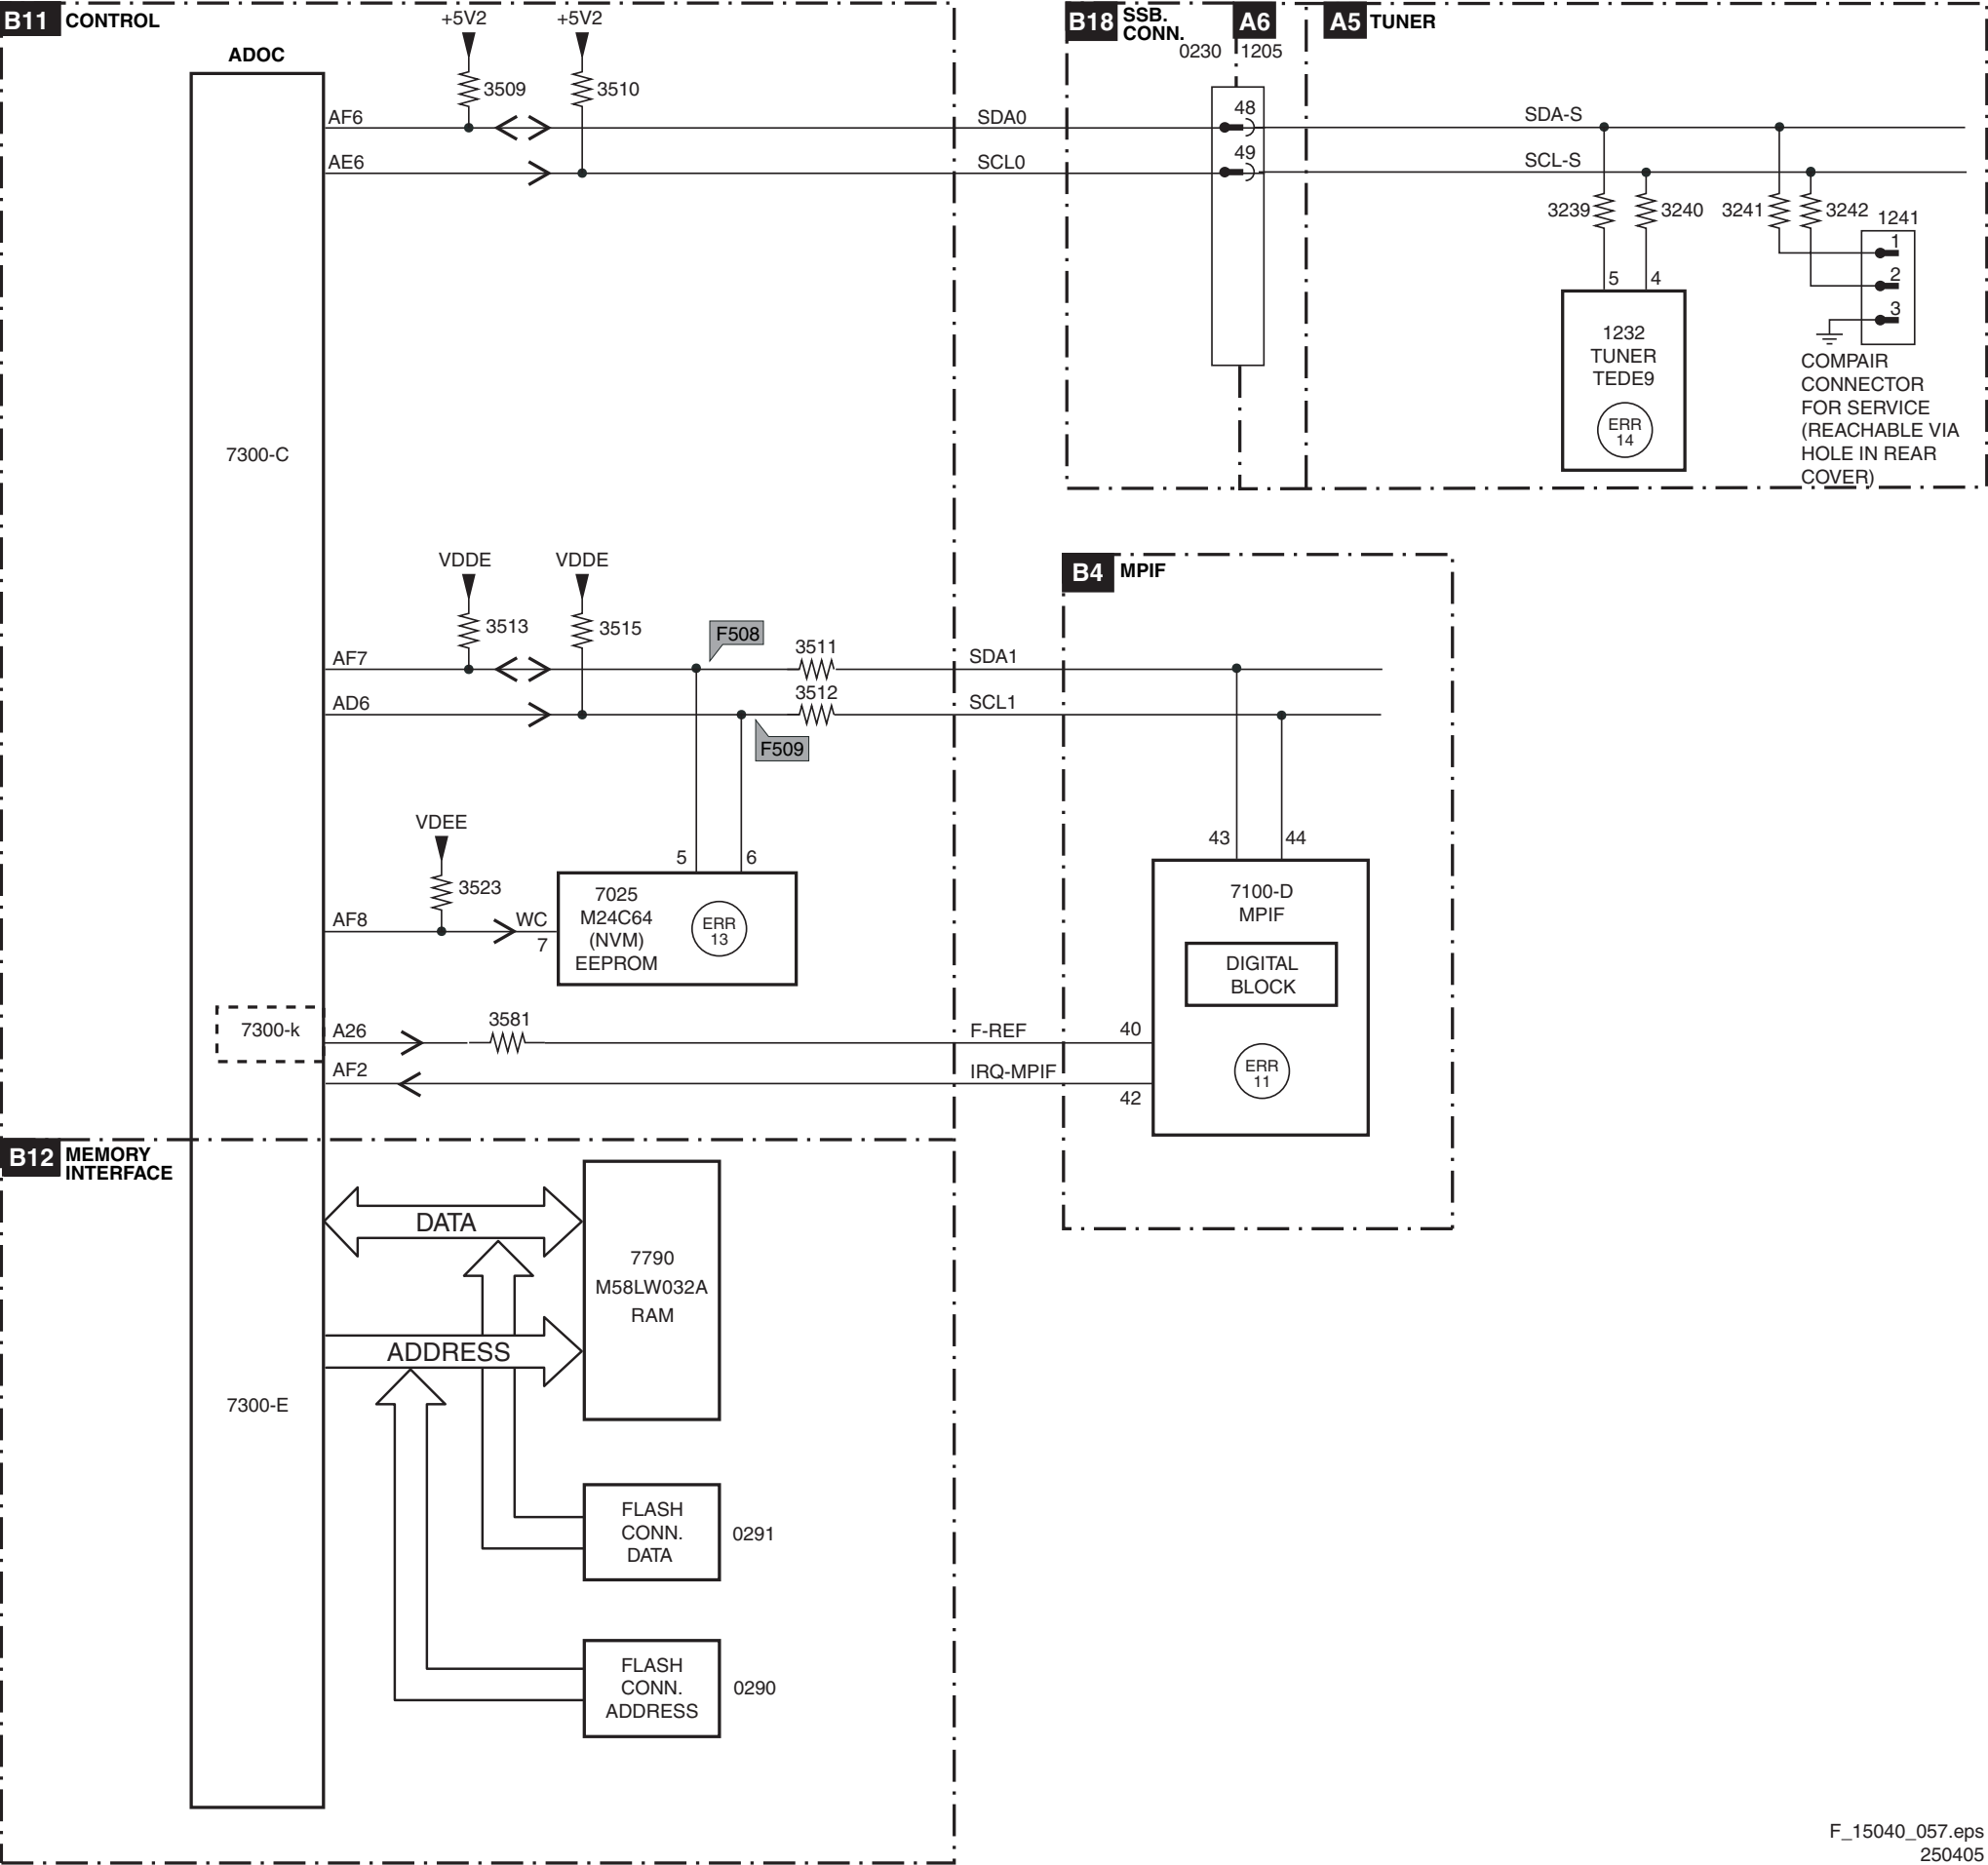 B11 CONTROL
+5V2 +5V2
B18 SSB.
CONN.
A6
A5 TUNER
0230 1205
ADOC
3509 3510
AF6
SDA0
48
SDA-S
AE6
SCL0
49
SCL-S
3239 3240 3241 3242 1241
1
2
3
5 4
1232
TUNER
TEDE9
ERR
14
COMPAIR
CONNECTOR
FOR SERVICE
(REACHABLE VIA
HOLE IN REAR
COVER)
7300-C
VDDE VDDE
B4 MPIF
3513 3515
F508
3511
AF7
SDA1
3512
AD6
SCL1
F509
VDEE
3523
5 6
43 44
AF8
WC
7
7025
M24C64
(NVM)
EEPROM
ERR
13
7100-D
MPIF
DIGITAL
BLOCK
ERR
11
7300-k
A26
3581
F-REF
40
AF2
IRQ-MPIF
42
B12 MEMORY
INTERFACE
DATA
7790
M58LW032A
RAM
ADDRESS
7300-E
FLASH
CONN.
DATA
0291
FLASH
CONN.
ADDRESS
0290
F_15040_057.eps
250405